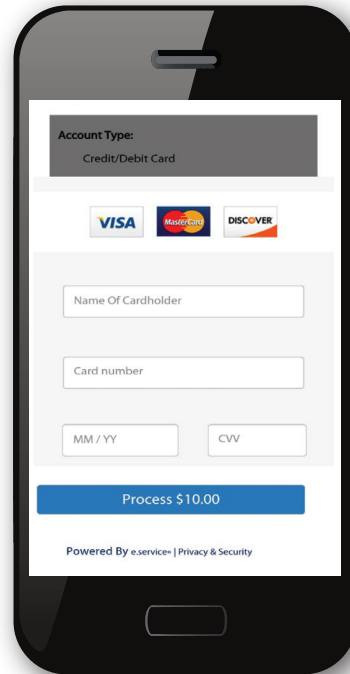 Account Type:
Credit/Debit Card
VISA MasterCard DISCOVER
Name Of Cardholder
Card number
MM / YY CVV
Process $10.00
Powered By e.service® | Privacy & Security